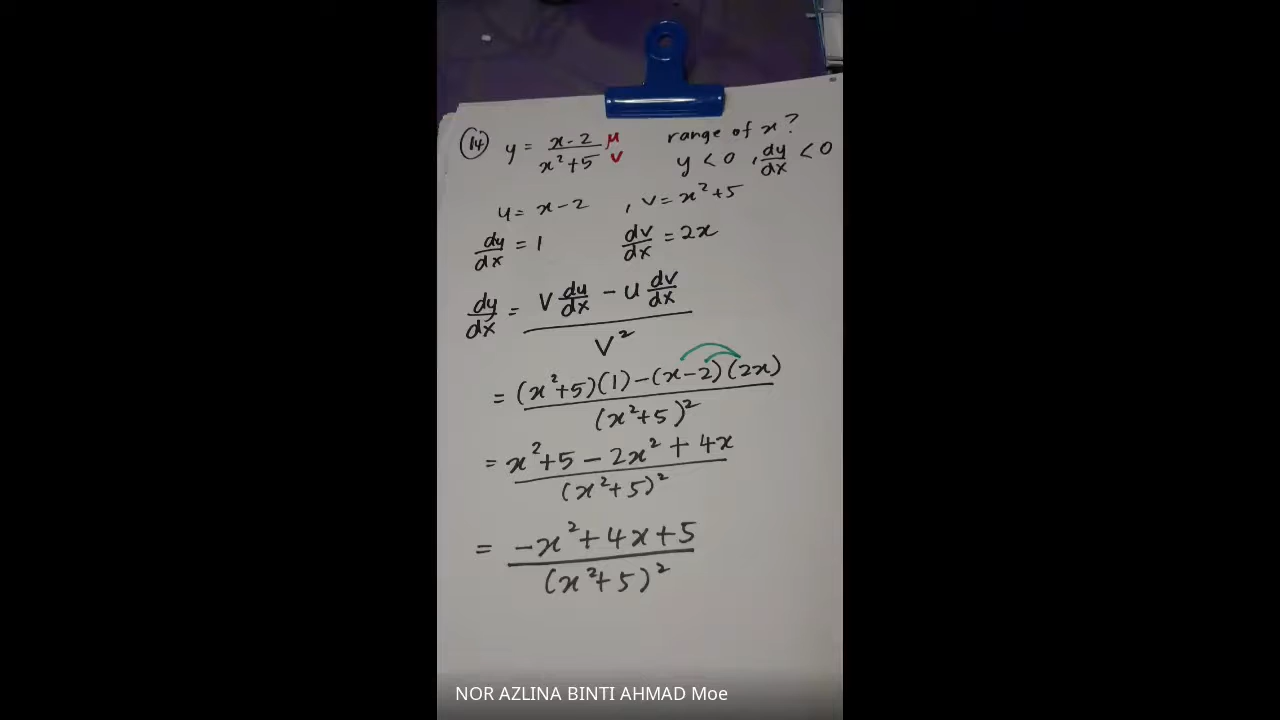 14 y = x-2 / x²+5 μ v range of x?
y < 0 , dy/dx < 0
u = x-2 , v = x²+5
dy/dx = 1 dv/dx = 2x
dy/dx = V du/dx - u dv/dx / V²
= (x²+5)(1) - (x-2)(2x) / (x²+5)²
= x²+5 - 2x² + 4x / (x²+5)²
= -x²+4x+5 / (x²+5)²
NOR AZLINA BINTI AHMAD Moe